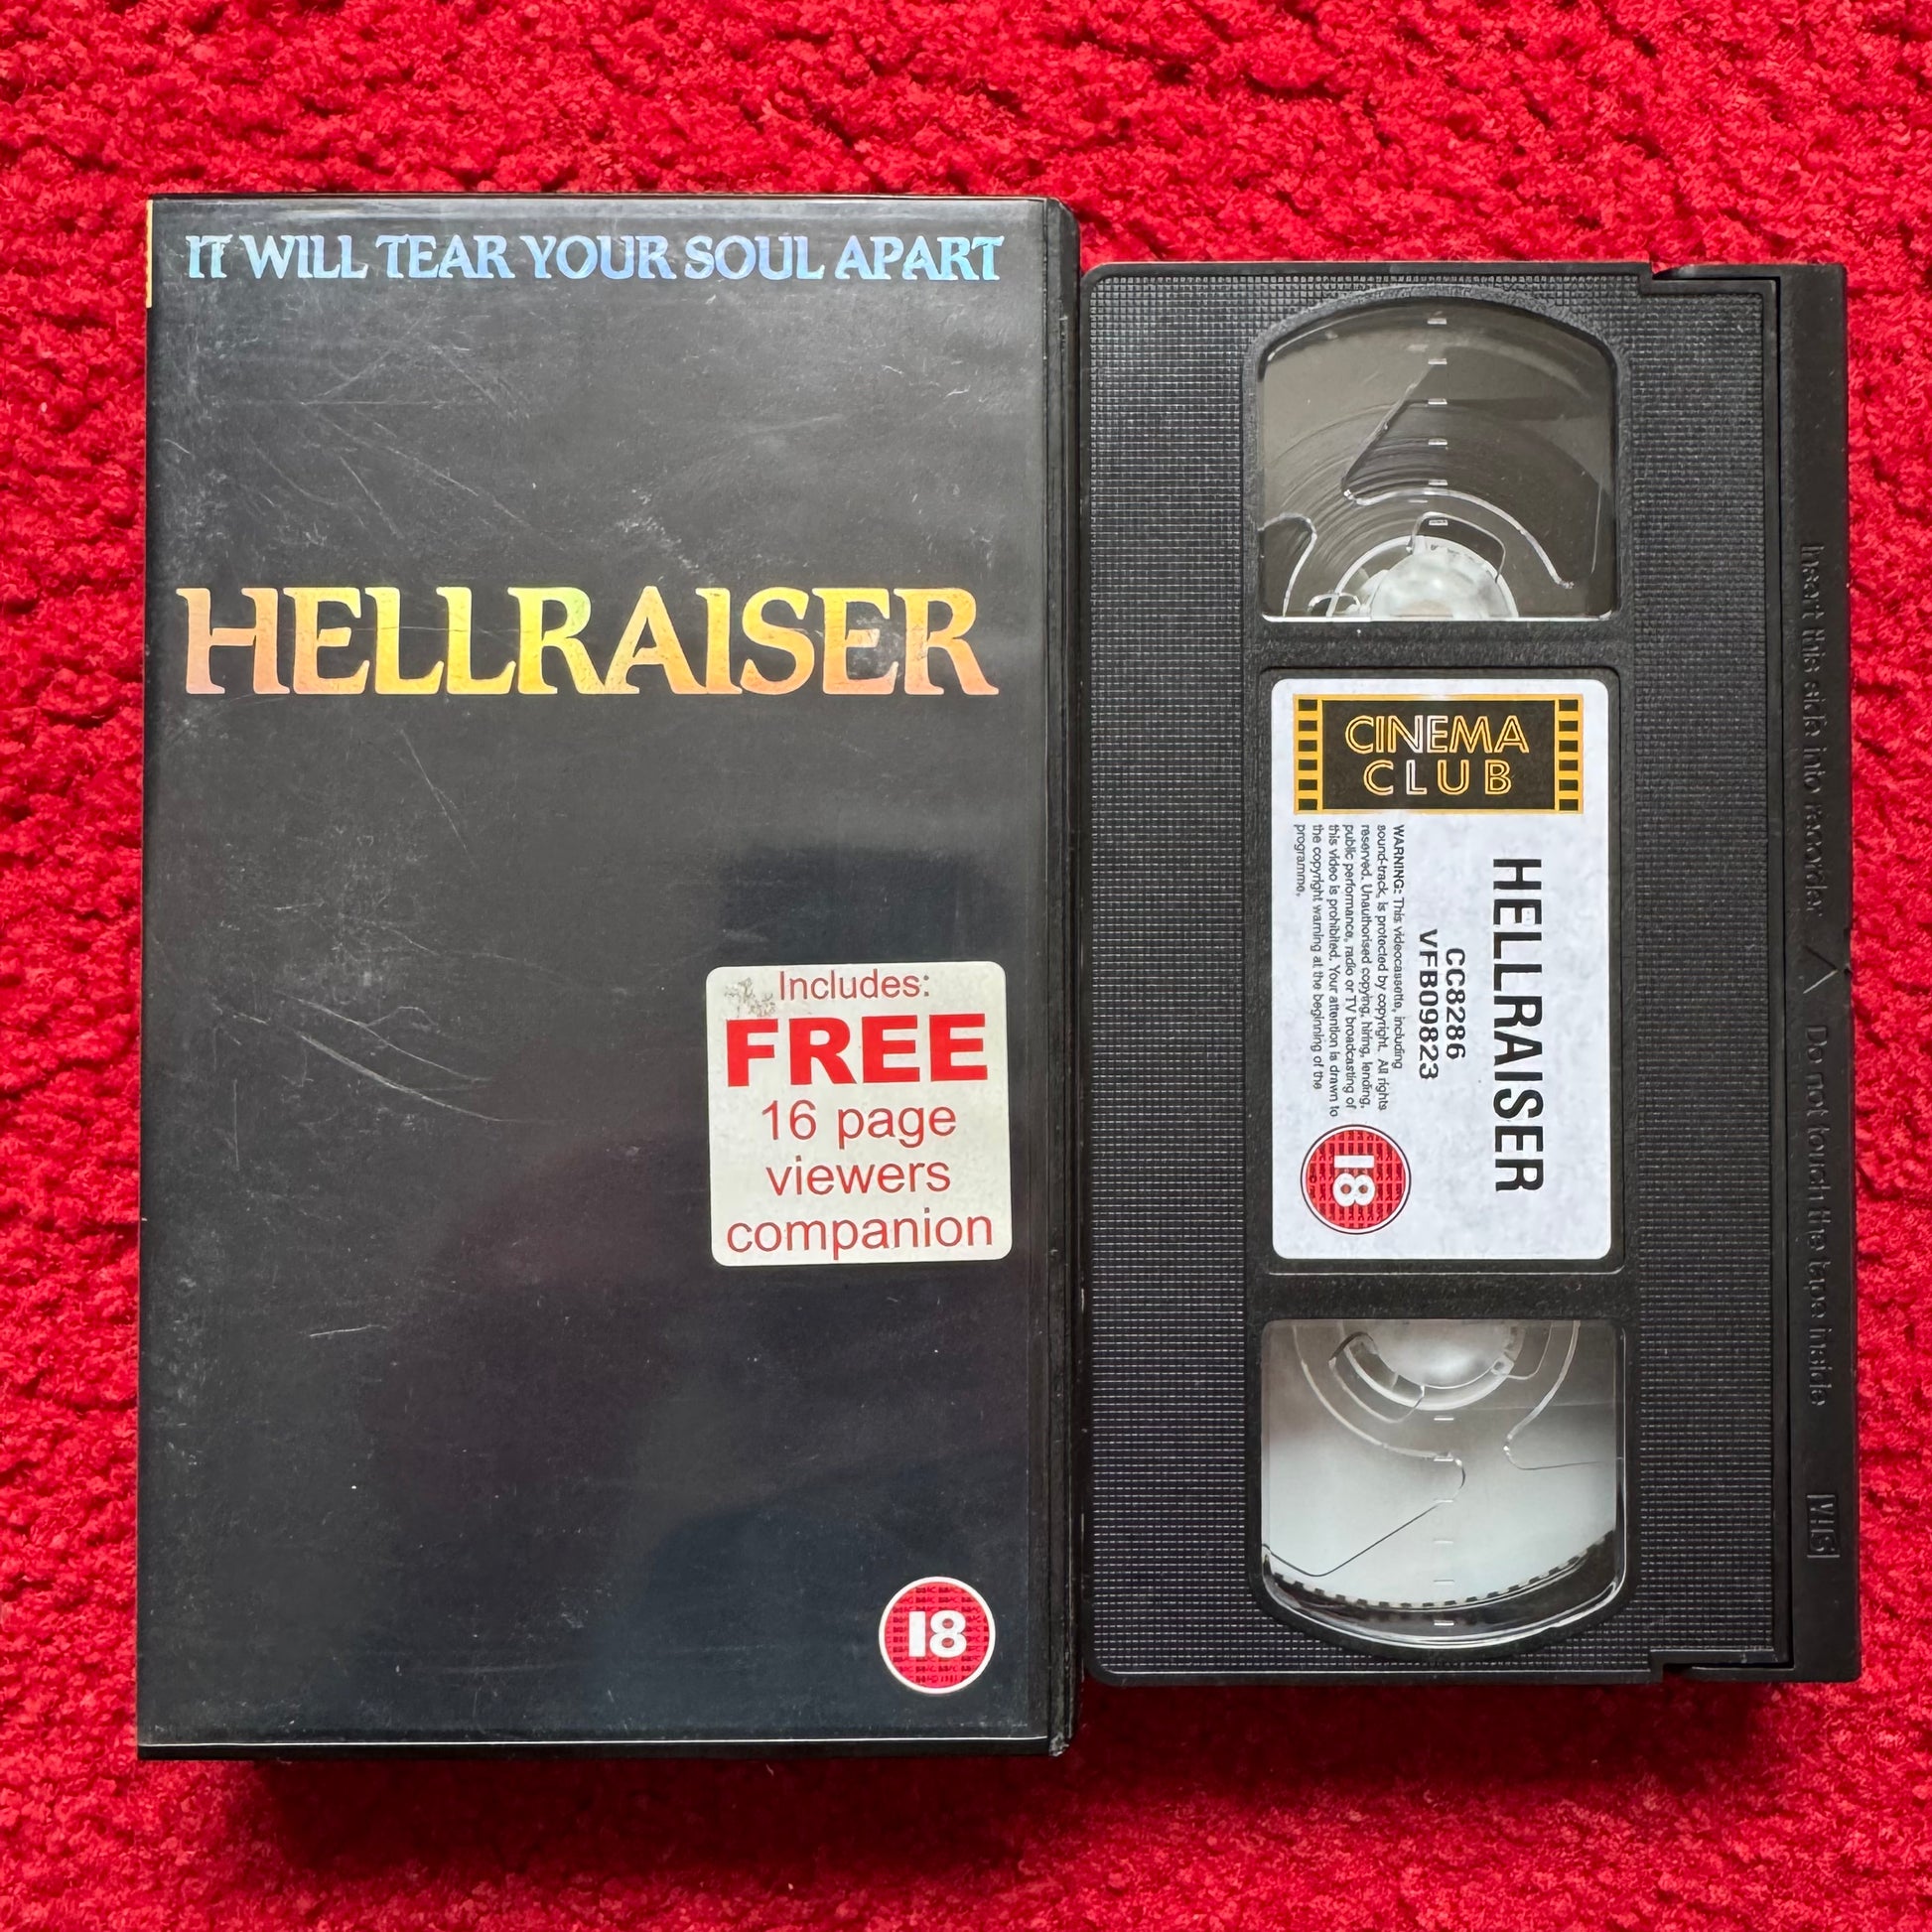 IT WILL TEAR YOUR SOUL APART
HELLRAISER
Includes:
FREE
16 page
viewers
companion
18
CINEMA
CLUB
HELLRAISER
CC8286
VFB09823
WARNING: This videocassette, including
sound-track, is protected by copyright. All rights
reserved. Unauthorised copying, hiring, lending,
public performance, radio or TV broadcasting of
this video is prohibited. Your attention is drawn to
the copyright warning at the beginning of the
programme.
18
Insert this side into recorder Do not touch the tape inside
VHS